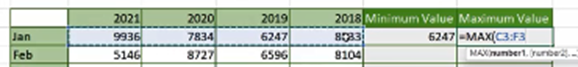 2021 2020 2019 2018 Minimum Value Maximum Value
Jan 9936 7834 6247 6247 =MAX(C3:F3
Feb 5146 8727 6596 8104 MAX(number1, [number2], ...